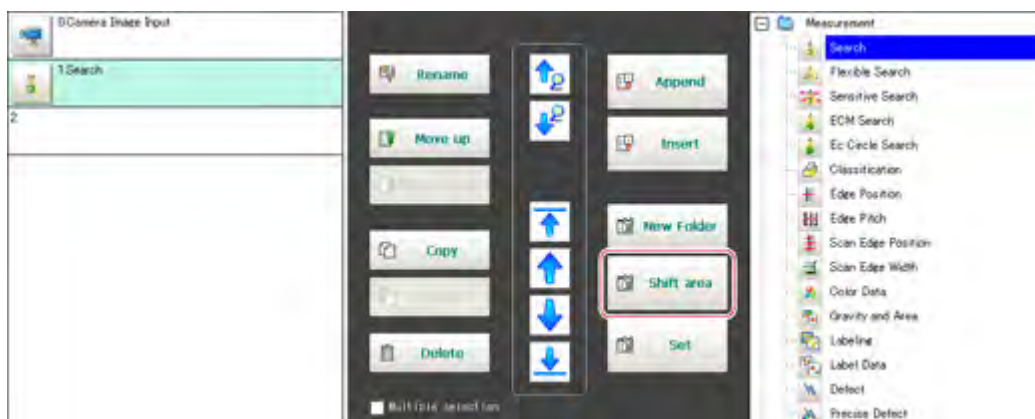 0.Camera Image Input
1.Search
2
Rename
Move up
Copy
Delete
Multiple selection
Append
Insert
New Folder
Shift area
Set
Measurement
Search
Flexible Search
Sensitive Search
ECM Search
Ec Circle Search
Classification
Edge Position
Edge Pitch
Scan Edge Position
Scan Edge Width
Color Data
Gravity and Area
Labeling
Label Data
Defect
Precise Defect